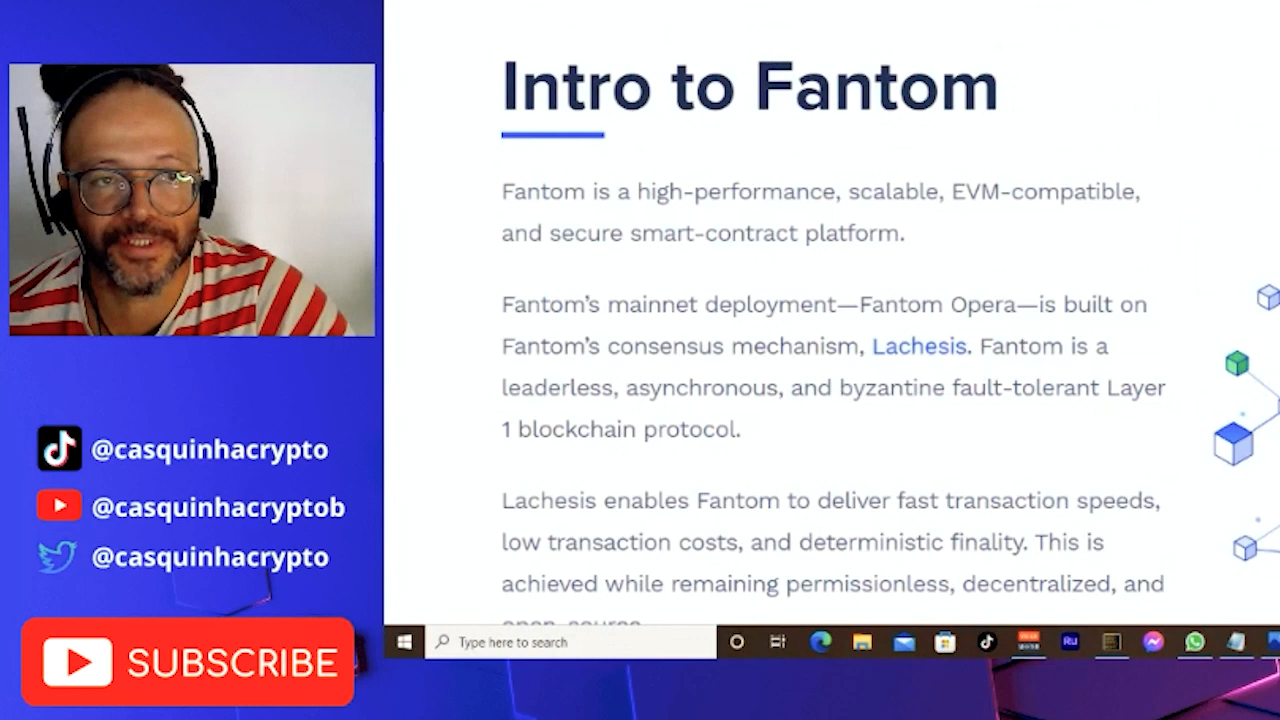 Intro to Fantom
Fantom is a high-performance, scalable, EVM-compatible,
and secure smart-contract platform.
Fantom's mainnet deployment—Fantom Opera—is built on
Fantom's consensus mechanism, Lachesis. Fantom is a
leaderless, asynchronous, and byzantine fault-tolerant Layer
1 blockchain protocol.
Lachesis enables Fantom to deliver fast transaction speeds,
low transaction costs, and deterministic finality. This is
achieved while remaining permissionless, decentralized, and
@casquinhacrypto
@casquinhacryptob
@casquinhacrypto
SUBSCRIBE
Type here to search
Ru